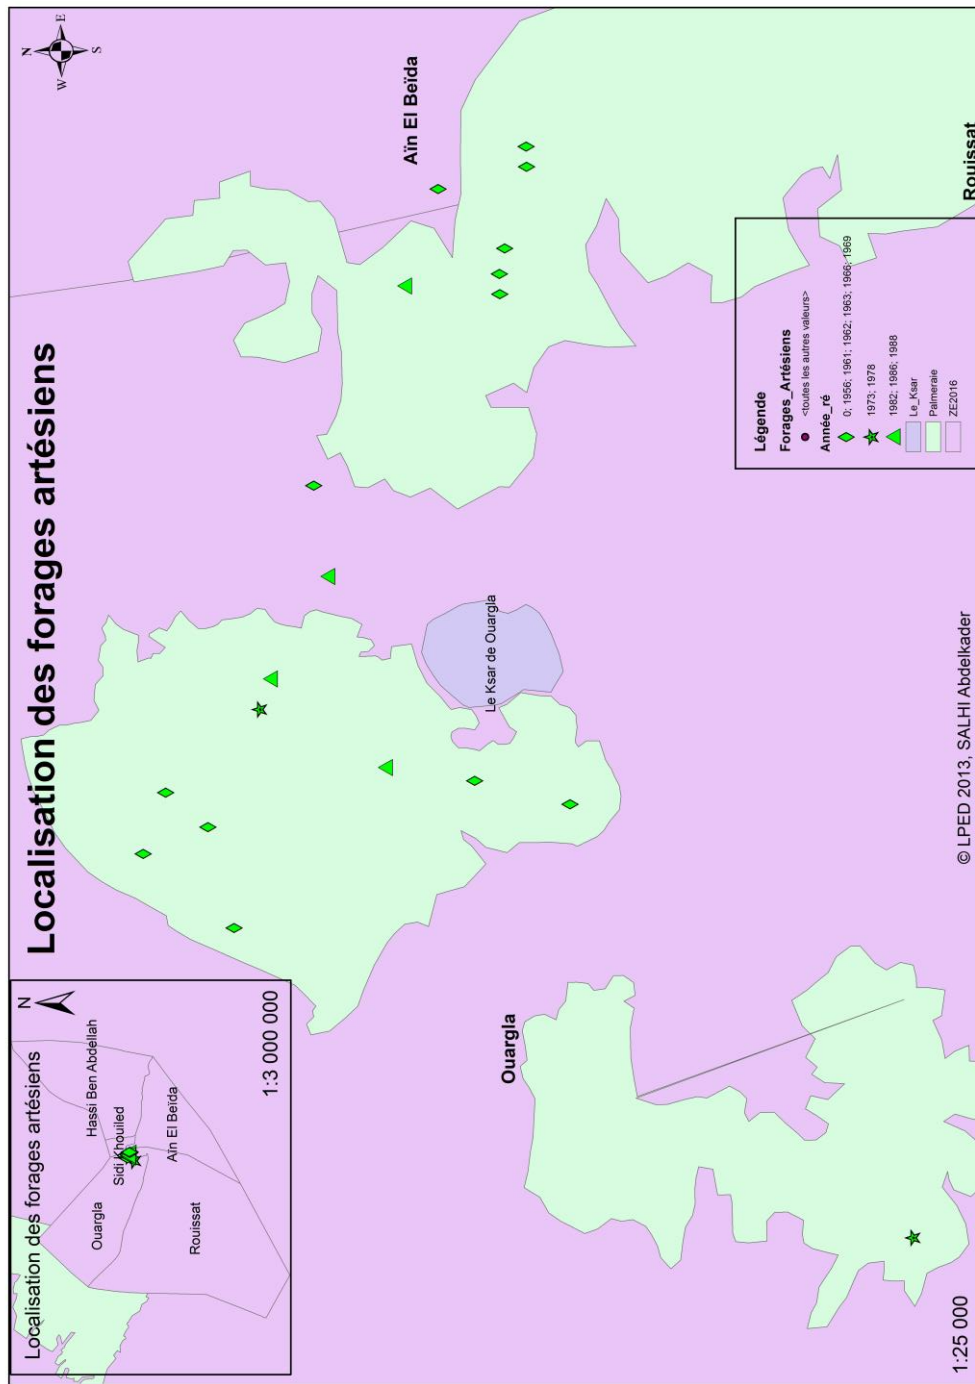 Localisation des forages artésiens
N
W
E
S
Localisation des forages artésiens
N
Hassi Ben Abdellah
Sidi Khouiled
Ouargla
Aïn El Beïda
Rouissat
1:3 000 000
Aïn El Beïda
Le Ksar de Ouargla
Ouargla
Rouissat
Légende
Forages_Artésiens
<toutes les autres valeurs>
Année_ré
0; 1956; 1961; 1962; 1963; 1966; 1969
1973; 1978
1982; 1986; 1988
Le_Ksar
Palmeraie
ZE2016
1:25 000
© LPED 2013, SALHI Abdelkader